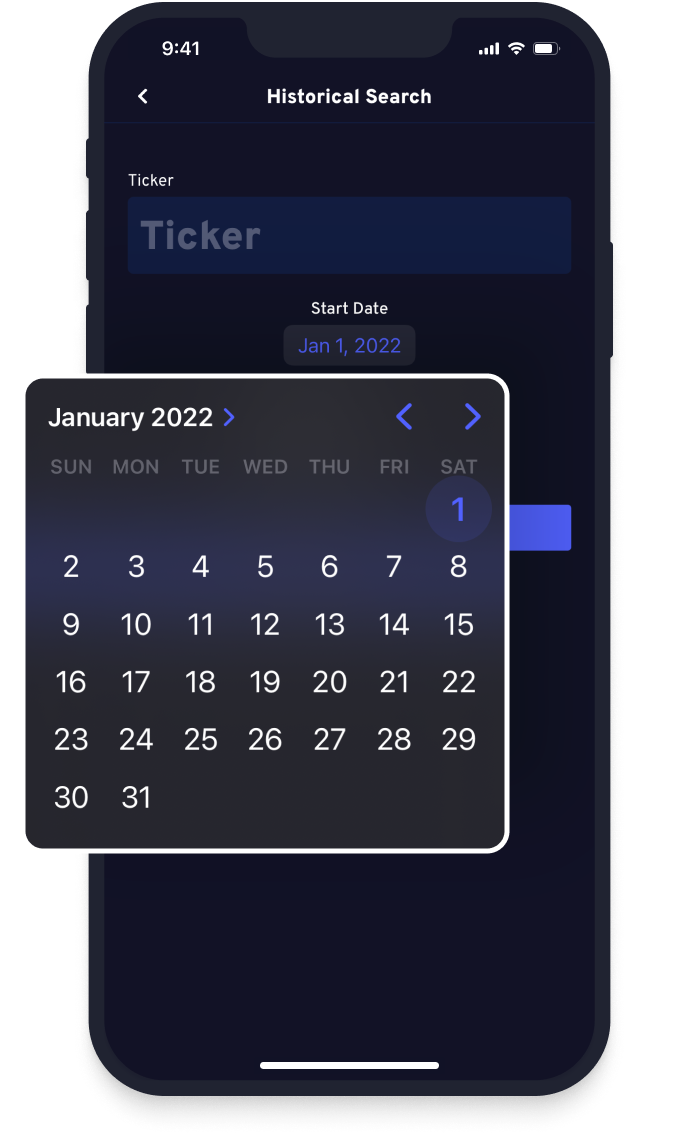 9:41
Historical Search
Ticker
Ticker
Start Date
Jan 1, 2022
January 2022
SUN MON TUE WED THU FRI SAT
1
2 3 4 5 6 7 8
9 10 11 12 13 14 15
16 17 18 19 20 21 22
23 24 25 26 27 28 29
30 31